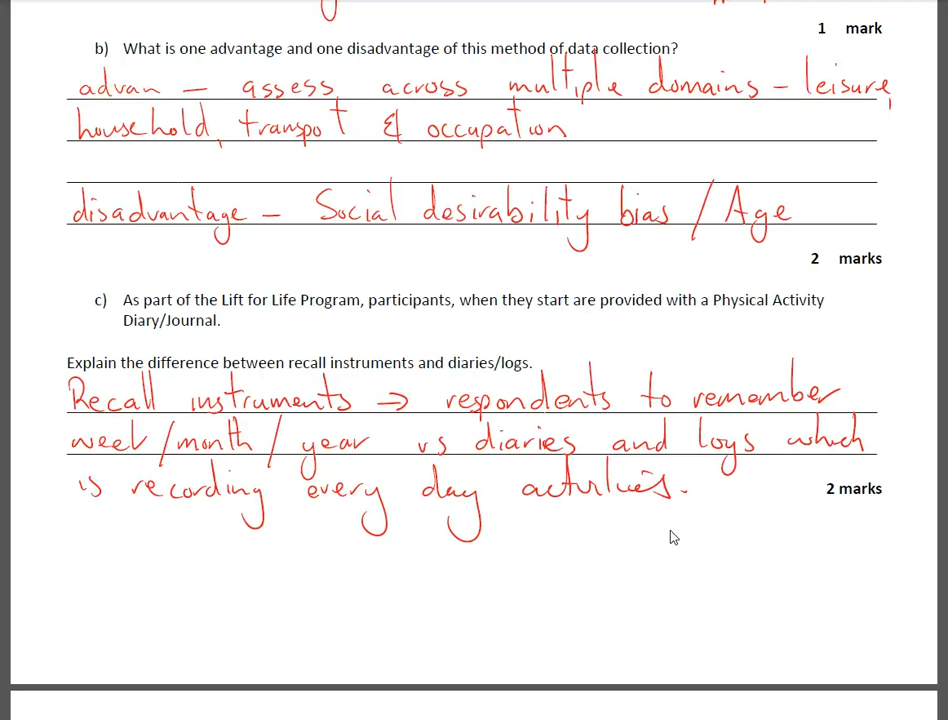 1 mark
b) What is one advantage and one disadvantage of this method of data collection?
advan – assess across multiple domains – leisure,
household, transpot & occupation
disadvantage – Social desirability bias / Age
2 marks
c) As part of the Lift for Life Program, participants, when they start are provided with a Physical Activity
Diary/Journal.
Explain the difference between recall instruments and diaries/logs.
Recall instruments → respondents to remember
week/month/year vs diaries and logs which
is recording every day activities.
2 marks